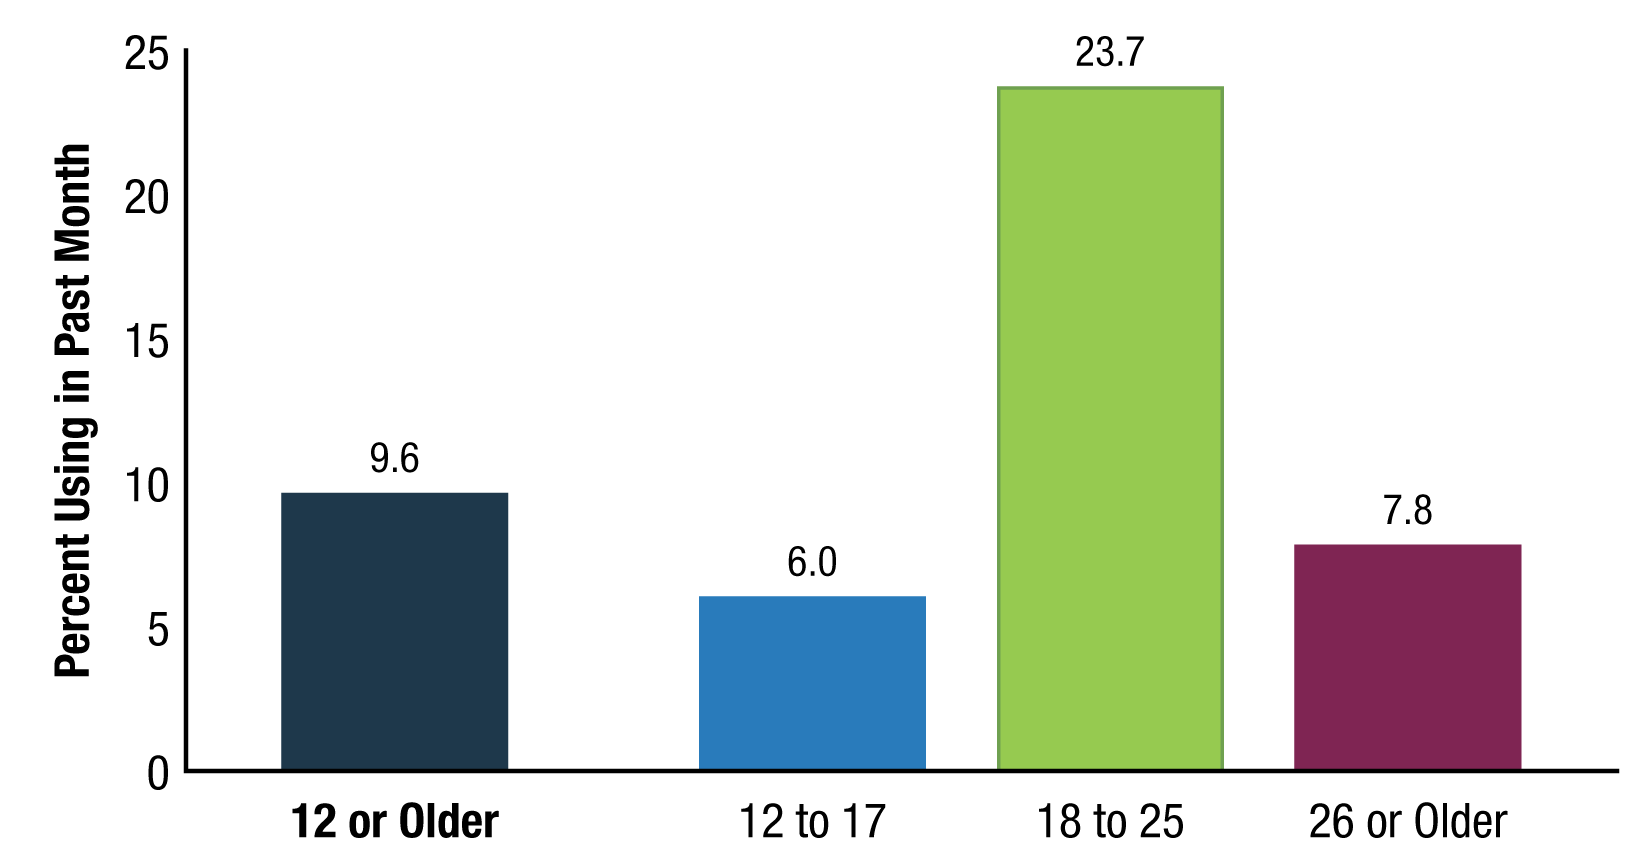 Percent Using in Past Month
25
20
15
10
5
0
9.6
6.0
23.7
7.8
12 or Older
12 to 17
18 to 25
26 or Older